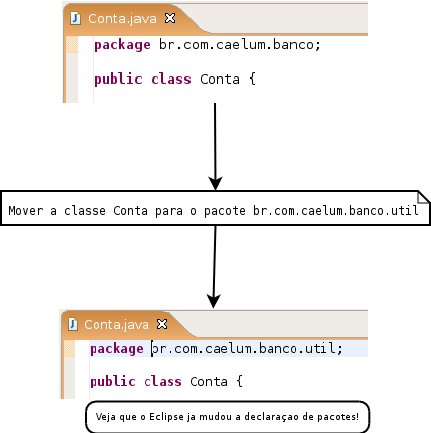 Conta.java
package br.com.caelum.banco;
public class Conta {
Mover a classe Conta para o pacote br.com.caelum.banco.util
Conta.java
package br.com.caelum.banco.util;
public class Conta {
Veja que o Eclipse ja mudou a declaraçao de pacotes!